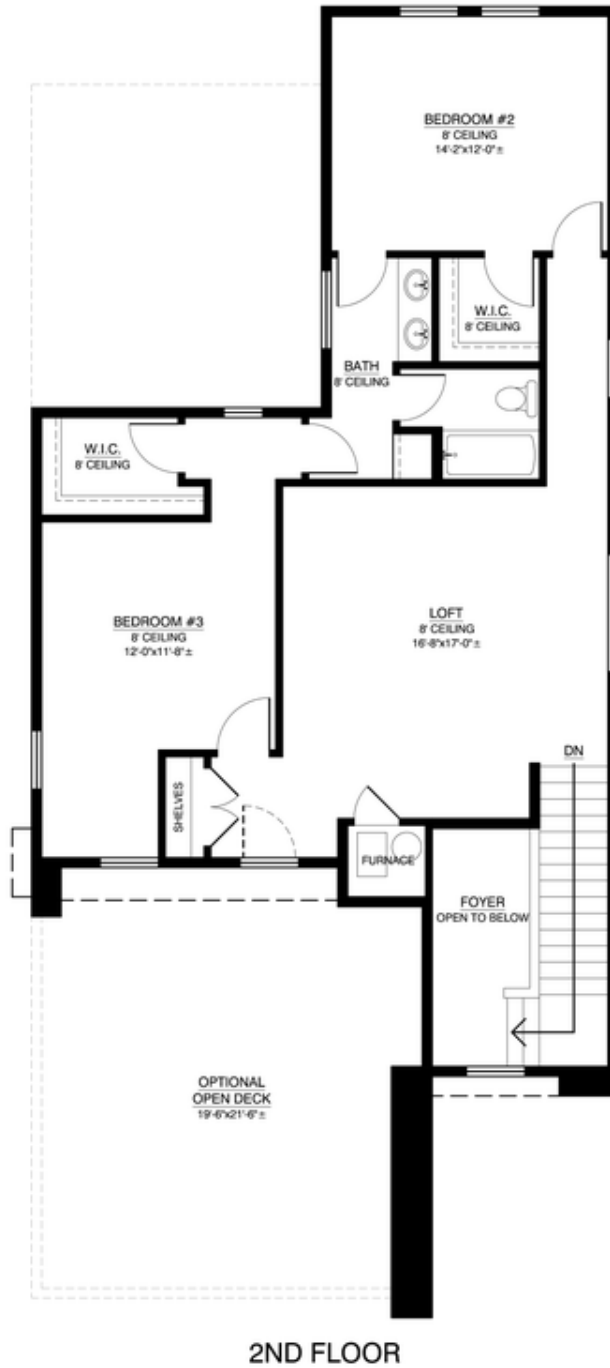 BEDROOM #2
8' CEILING
14'-2"x12'-0"±
W.I.C.
8' CEILING
BATH
8' CEILING
W.I.C.
8' CEILING
BEDROOM #3
8' CEILING
12'-0"x11'-8"±
LOFT
8' CEILING
16'-8"x17'-0"±
DN
SHELVES
FURNACE
FOYER
OPEN TO BELOW
OPTIONAL
OPEN DECK
19'-6"x21'-6"±
2ND FLOOR